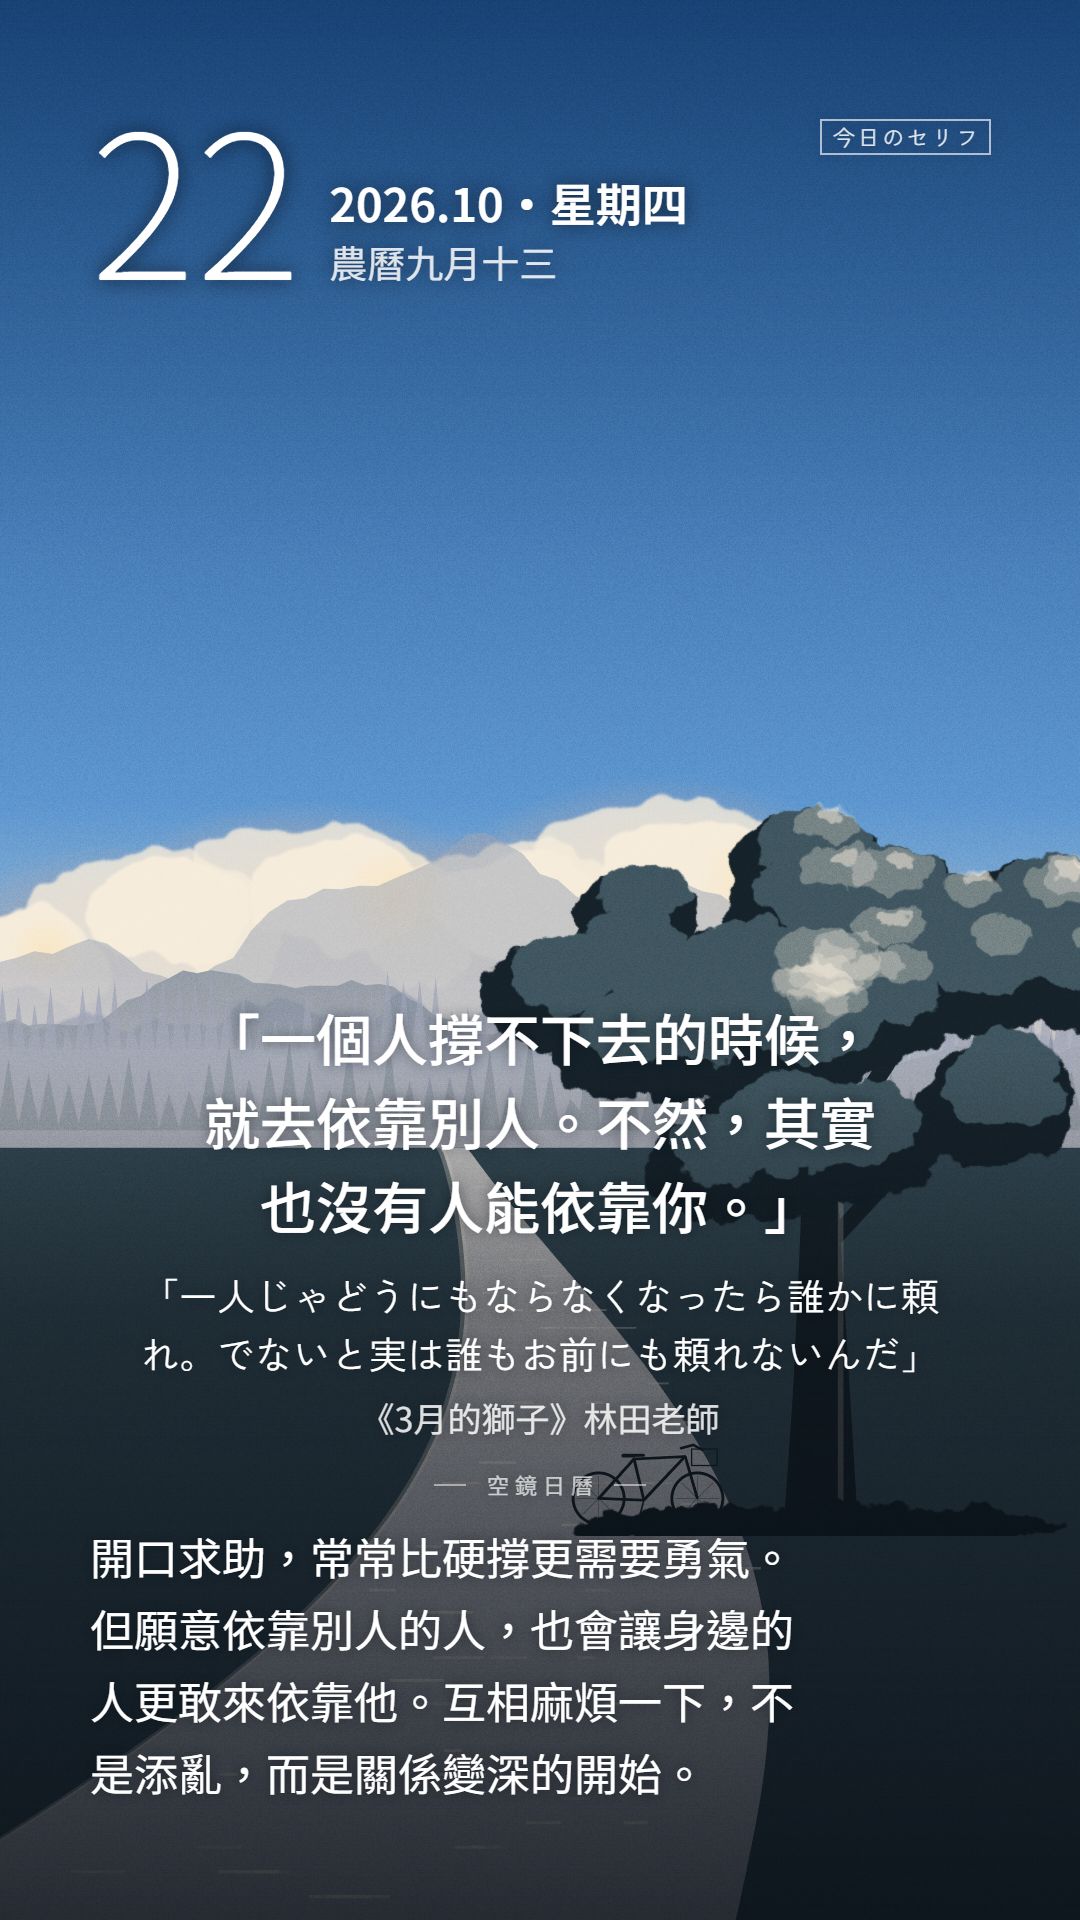 22
今日のセリフ
2026.10・星期四
農曆九月十三
「一個人撐不下去的時候，
就去依靠別人。不然，其實
也沒有人能依靠你。」
「一人じゃどうにもならなくなったら誰かに頼
れ。でないと実は誰もお前にも頼れないんだ」
《3月的獅子》林田老師
空鏡日曆
開口求助，常常比硬撐更需要勇氣。
但願意依靠別人的人，也會讓身邊的
人更敢來依靠他。互相麻煩一下，不
是添亂，而是關係變深的開始。